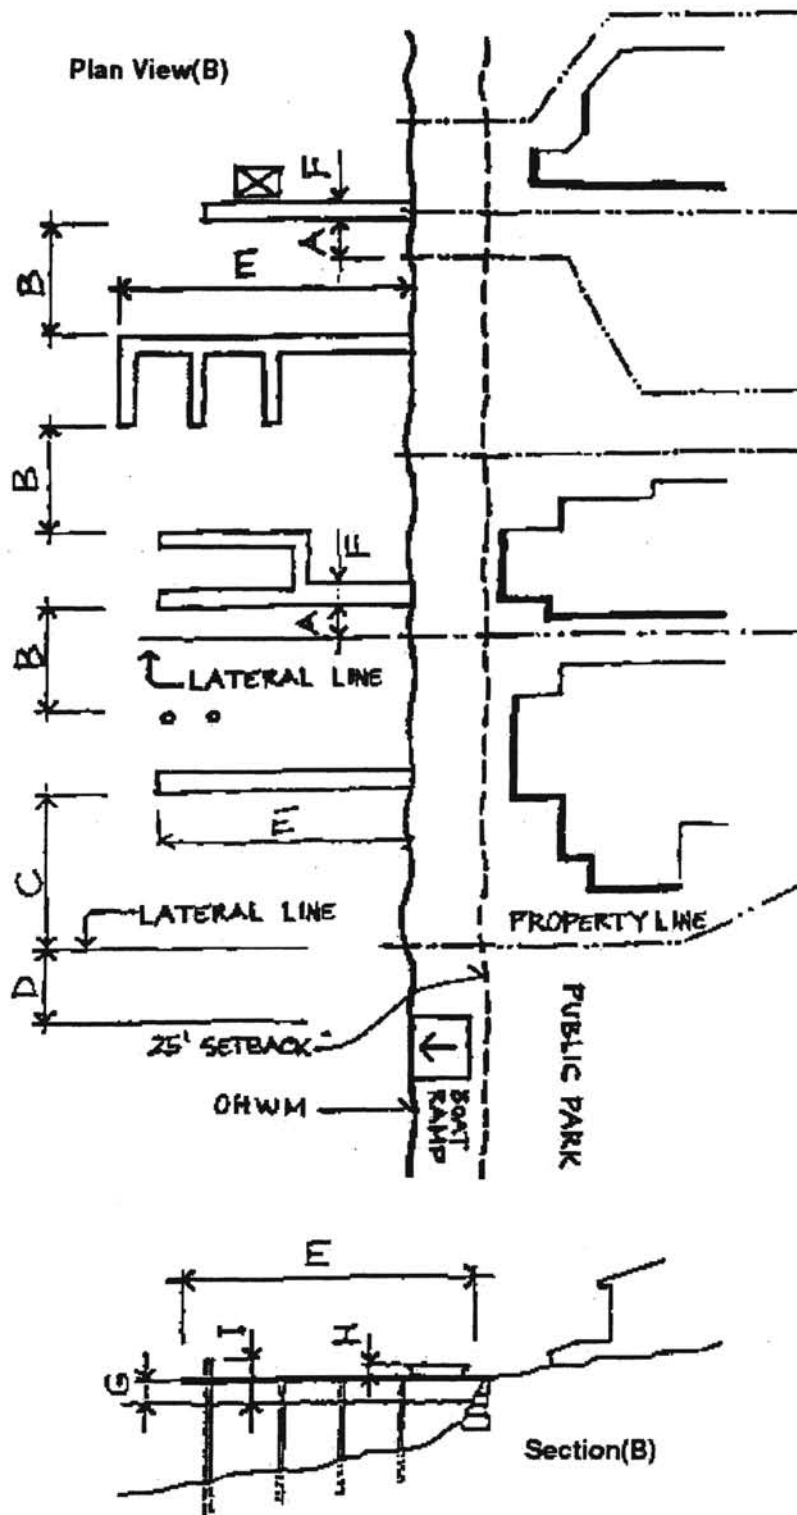 Plan View(B)
F
A
B
E
B
F
A
B
LATERAL LINE
E
C
LATERAL LINE
PROPERTY LINE
D
25' SETBACK
PUBLIC PARK
BOAT
RAMP
OHWM
E
I
H
G
Section(B)